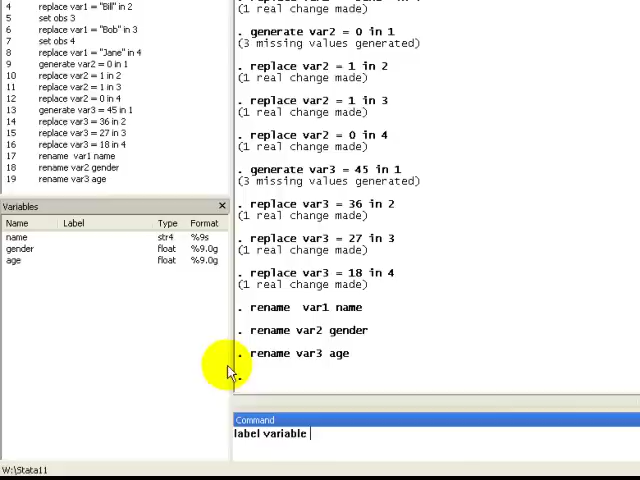 4 replace var1 = "Bill" in 2
5 set obs 3
6 replace var1 = "Bob" in 3
7 set obs 4
8 replace var1 = "Jane" in 4
9 generate var2 = 0 in 1
10 replace var2 = 1 in 2
11 replace var2 = 1 in 3
12 replace var2 = 0 in 4
13 generate var3 = 45 in 1
14 replace var3 = 36 in 2
15 replace var3 = 27 in 3
16 replace var3 = 18 in 4
17 rename  var1 name
18 rename var2 gender
19 rename var3 age
Variables
Name Label Type Format
name str4 %9s
gender float %9.0g
age float %9.0g
(1 real change made)
. generate var2 = 0 in 1
(3 missing values generated)
. replace var2 = 1 in 2
(1 real change made)
. replace var2 = 1 in 3
(1 real change made)
. replace var2 = 0 in 4
(1 real change made)
. generate var3 = 45 in 1
(3 missing values generated)
. replace var3 = 36 in 2
(1 real change made)
. replace var3 = 27 in 3
(1 real change made)
. replace var3 = 18 in 4
(1 real change made)
. rename  var1 name
. rename var2 gender
. rename var3 age
.
Command
label variable
W:\Stata11